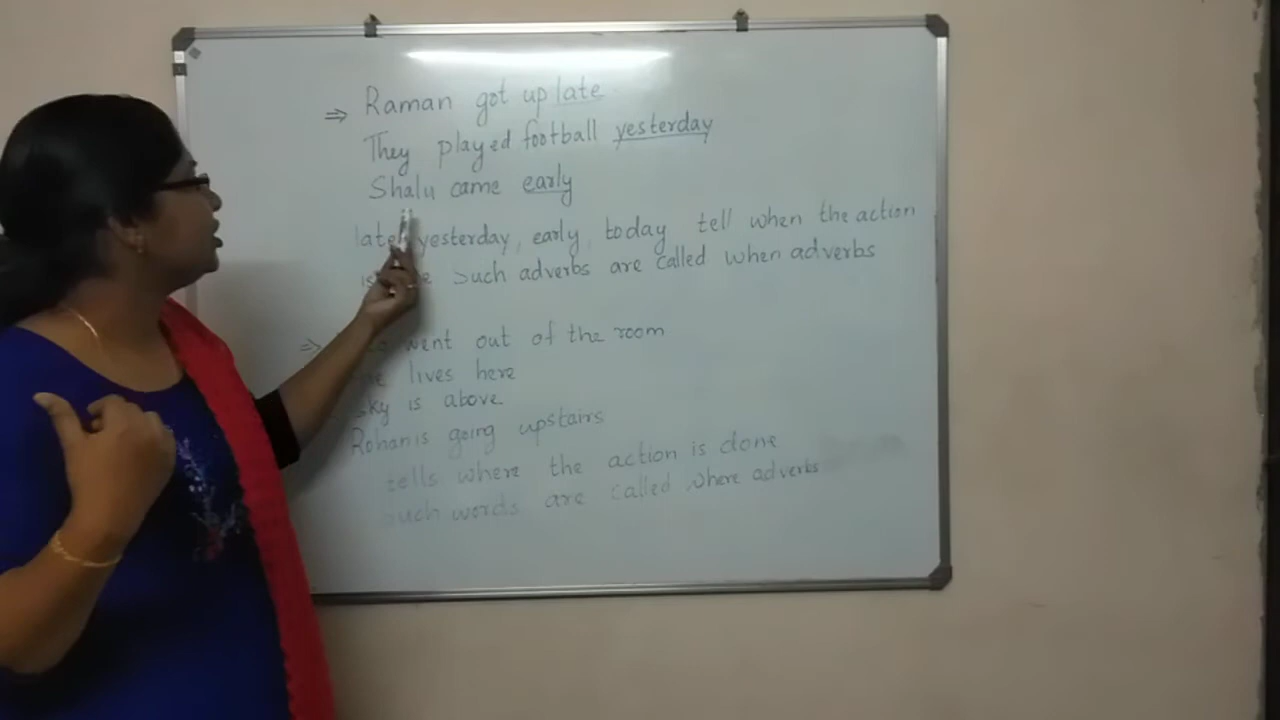 ⇒ Raman got up late
They played football yesterday
Shalu came early
late, yesterday, early, today tell when the action
is Such adverbs are called when adverbs
⇒ went out of the room
lives here
Sky is above
Rohan is going upstairs
tells where the action is done
Such words are called where adverbs